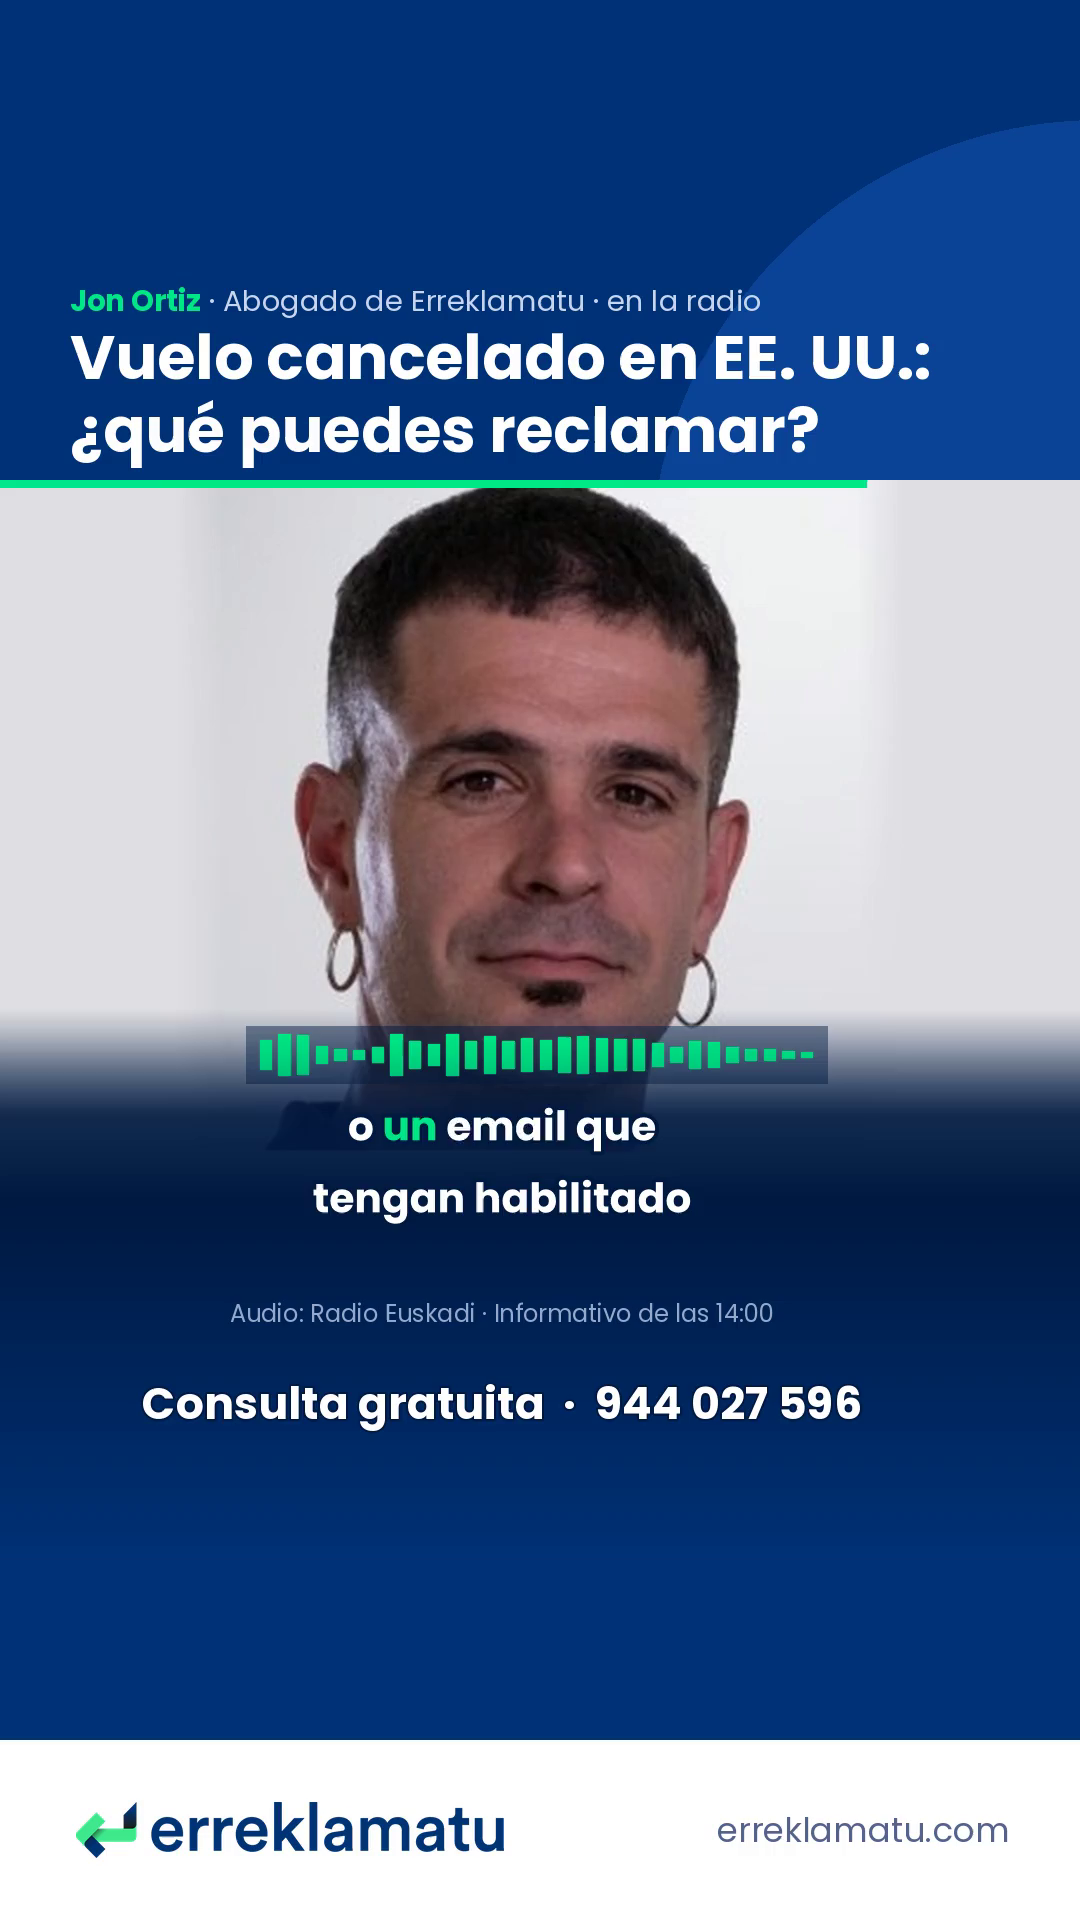 Jon Ortiz · Abogado de Erreklamatu · en la radio
Vuelo cancelado en EE. UU.:
¿qué puedes reclamar?
o un email que
tengan habilitado
Audio: Radio Euskadi · Informativo de las 14:00
Consulta gratuita · 944 027 596
erreklamatu
erreklamatu.com